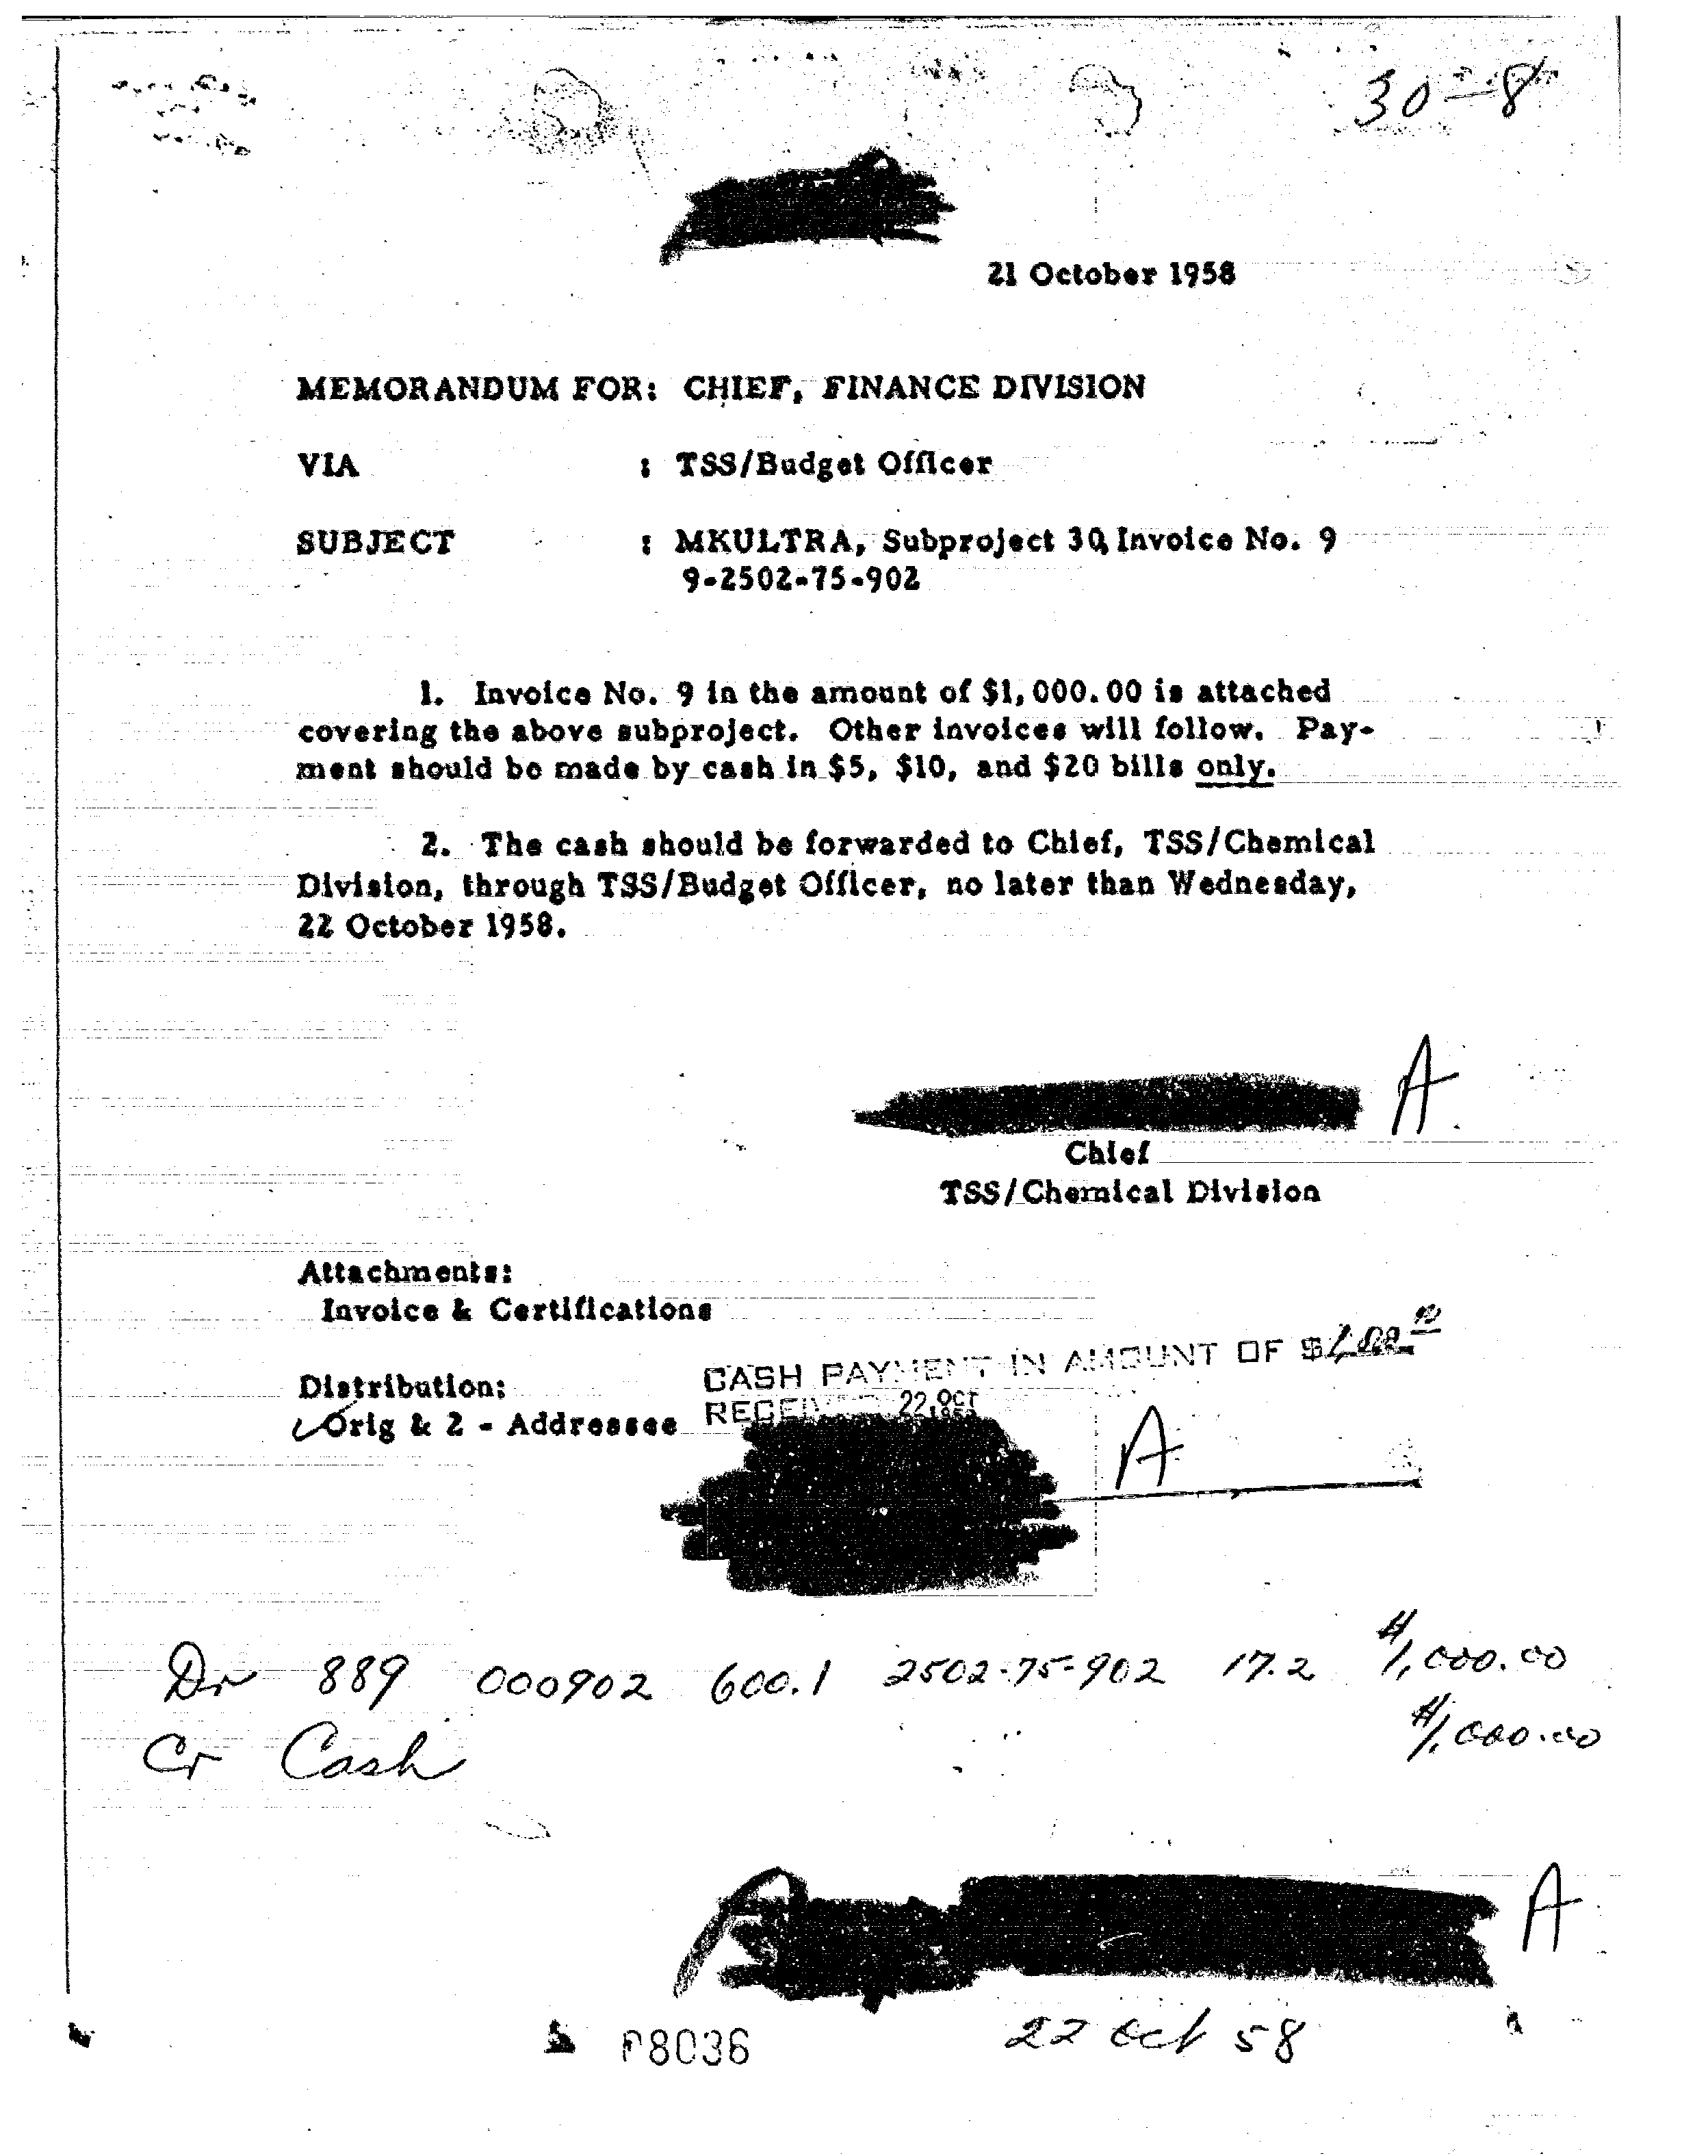 30-8
21 October 1958
MEMORANDUM FOR: CHIEF, FINANCE DIVISION
VIA : TSS/Budget Officer
SUBJECT : MKULTRA, Subproject 30, Invoice No. 9
9-2502-75-902
1. Invoice No. 9 in the amount of $1,000.00 is attached
covering the above subproject. Other invoices will follow. Pay-
ment should be made by cash in $5, $10, and $20 bills only.
2. The cash should be forwarded to Chief, TSS/Chemical
Division, through TSS/Budget Officer, no later than Wednesday,
22 October 1958.
A
Chief
TSS/Chemical Division
Attachments:
Invoice & Certifications
CASH PAYMENT IN AMOUNT OF $1,000.00
Distribution:
RECEIVED 22 OCT 1958
Orig & 2 - Addressee
A
Dr 889 000902 600.1 2502-75-902 17.2 $1,000.00
Cr Cash $1,000.00
A
22 Oct 58
P8036